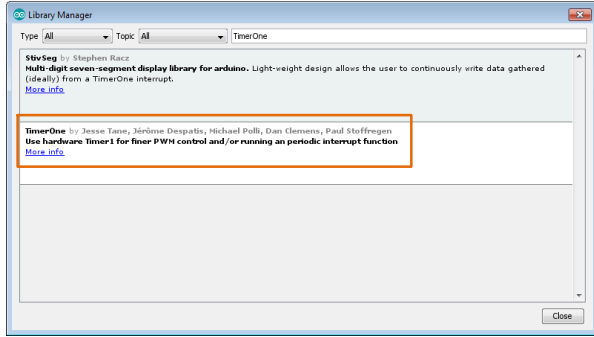 Library Manager
Type All Topic All TimerOne
StivSeg by Stephen Racz
Multi-digit seven-segment display library for arduino. Light-weight design allows the user to continuously write data gathered
(ideally) from a TimerOne interrupt.
More info
TimerOne by Jesse Tane, Jérôme Despatis, Michael Polli, Dan Clemens, Paul Stoffregen
Use hardware Timer1 for finer PWM control and/or running an periodic interrupt function
More info
Close